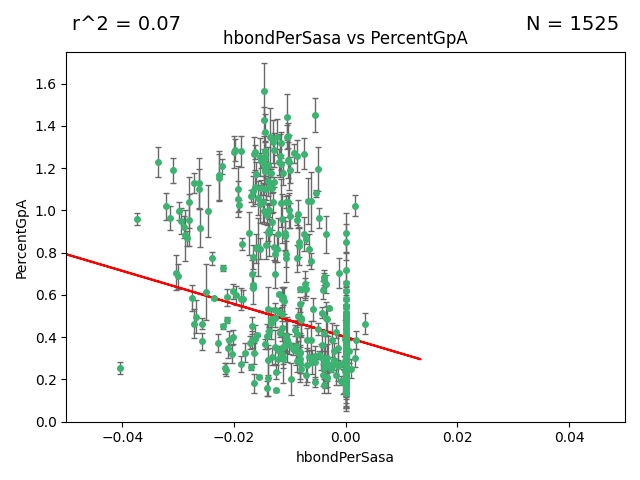 r^2 = 0.07
N = 1525
hbondPerSasa vs PercentGpA
PercentGpA
1.6
1.4
1.2
1.0
0.8
0.6
0.4
0.2
0.0
−0.04
−0.02
0.00
0.02
0.04
hbondPerSasa